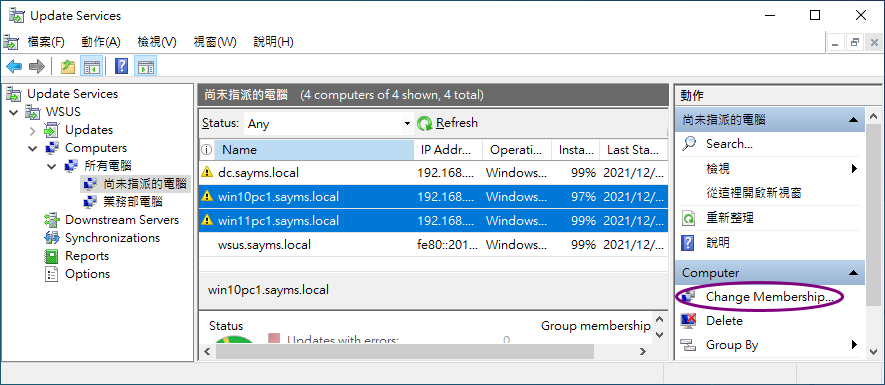 Update Services
檔案(F) 動作(A) 檢視(V) 視窗(W) 說明(H)
Update Services
WSUS
Updates
Computers
所有電腦
尚未指派的電腦
業務部電腦
Downstream Servers
Synchronizations
Reports
Options
尚未指派的電腦 (4 computers of 4 shown, 4 total)
Status: Any Refresh
Name IP Addr... Operati... Insta... Last Sta...
dc.sayms.local 192.168.... Windows... 99% 2021/12/...
win10pc1.sayms.local 192.168.... Windows... 97% 2021/12/...
win11pc1.sayms.local 192.168.... Windows... 99% 2021/12/...
wsus.sayms.local fe80::201... Windows... 99% 2021/12/...
win10pc1.sayms.local
Status Group membership
Updates with errors: 0
動作
尚未指派的電腦
Search...
檢視
從這裡開啟新視窗
重新整理
說明
Computer
Change Membership...
Delete
Group By